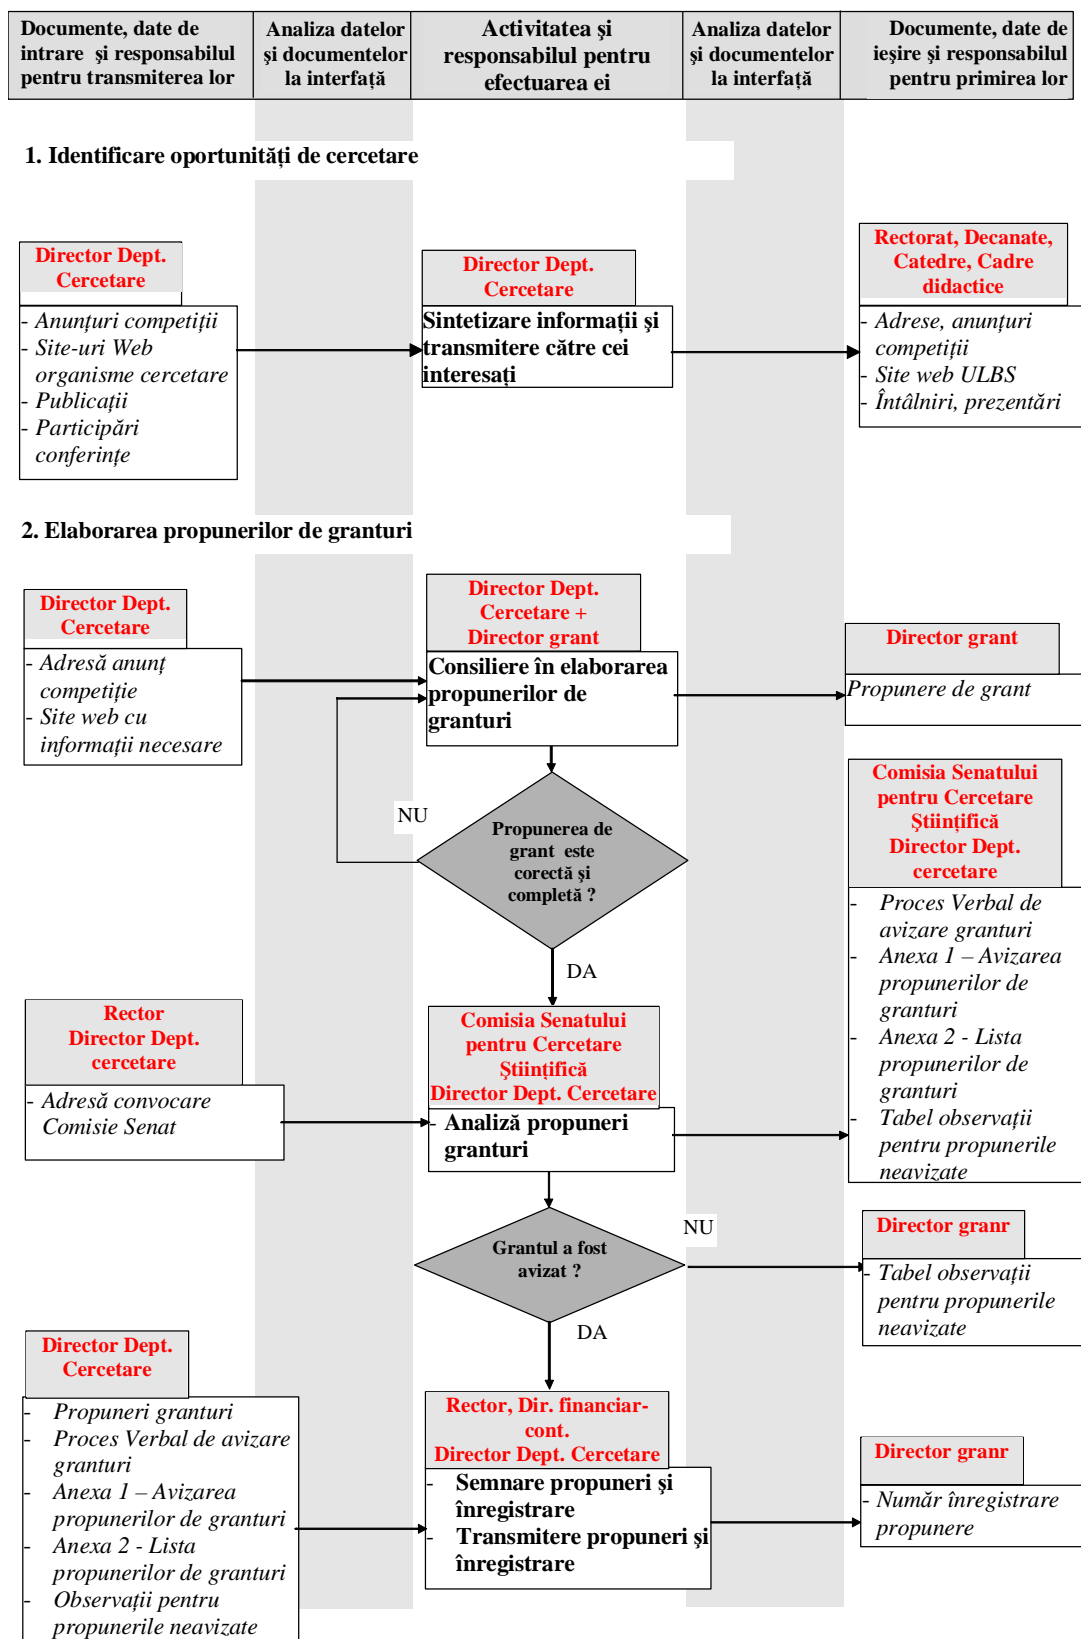 Documente, date de
intrare și responsabilul
pentru transmiterea lor
Analiza datelor
şi documentelor
la interfață
Activitatea şi
responsabilul pentru
efectuarea ei
Analiza datelor
şi documentelor
la interfață
Documente, date de
ieşire şi responsabilul
pentru primirea lor
1. Identificare oportunități de cercetare
Director Dept.
Cercetare
- Anunțuri competiții
- Site-uri Web
organisme cercetare
- Publicații
- Participări
conferințe
Director Dept.
Cercetare
Sintetizare informații şi
transmitere către cei
interesați
Rectorat, Decanate,
Catedre, Cadre
didactice
- Adrese, anunțuri
competiții
- Site web ULBS
- Întâlniri, prezentări
2. Elaborarea propunerilor de granturi
Director Dept.
Cercetare
- Adresă anunț
competiție
- Site web cu
informații necesare
Director Dept.
Cercetare +
Director grant
Consiliere în elaborarea
propunerilor de
granturi
Director grant
Propunere de grant
NU
Propunerea de
grant este
corectă şi
completă ?
DA
Comisia Senatului
pentru Cercetare
Ştiințifică
Director Dept.
cercetare
- Proces Verbal de
avizare granturi
- Anexa 1 – Avizarea
propunerilor de
granturi
- Anexa 2 - Lista
propunerilor de
granturi
- Tabel observații
pentru propunerile
neavizate
Rector
Director Dept.
cercetare
- Adresă convocare
Comisie Senat
Comisia Senatului
pentru Cercetare
Ştiințifică
Director Dept. Cercetare
- Analiză propuneri
granturi
Grantul a fost
avizat ?
NU
DA
Director granr
- Tabel observații
pentru propunerile
neavizate
Director Dept.
Cercetare
- Propuneri granturi
- Proces Verbal de avizare
granturi
- Anexa 1 – Avizarea
propunerilor de granturi
- Anexa 2 - Lista
propunerilor de granturi
- Observații pentru
propunerile neavizate
Rector, Dir. financiar-
cont.
Director Dept. Cercetare
- Semnare propuneri şi
înregistrare
- Transmitere propuneri şi
înregistrare
Director granr
- Număr înregistrare
propunere